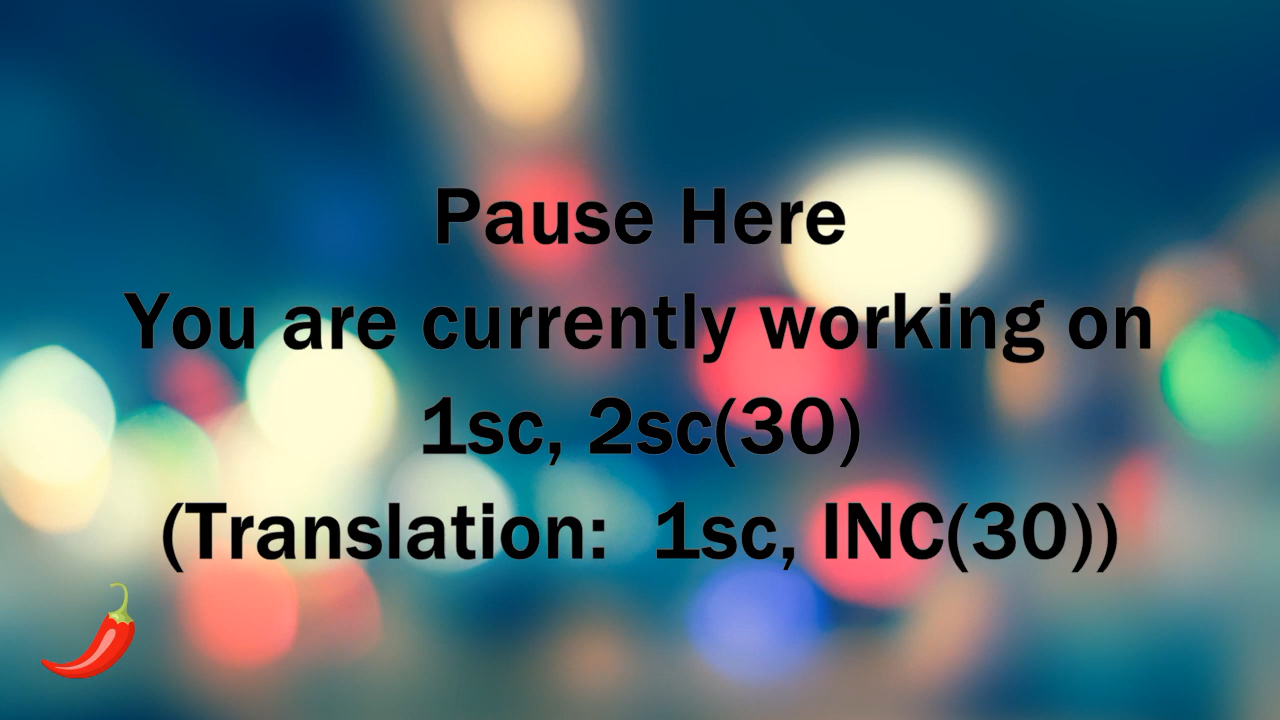 Pause Here
You are currently working on
1sc, 2sc(30)
(Translation:  1sc, INC(30))